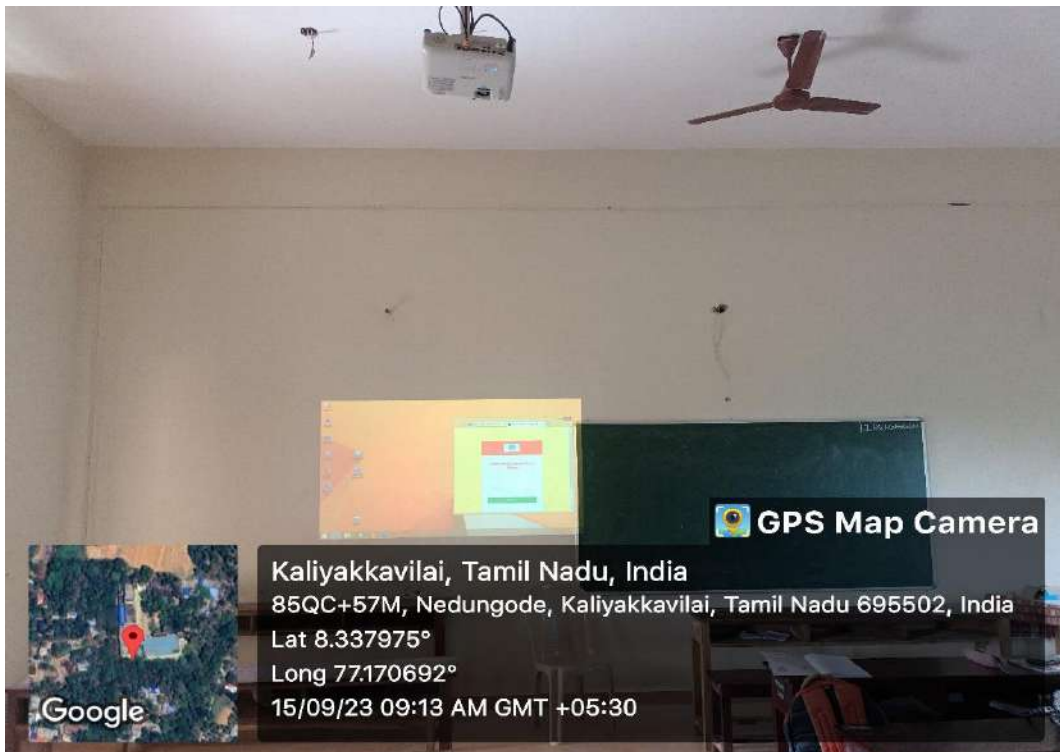 GPS Map Camera
Kaliyakkavilai, Tamil Nadu, India
85QC+57M, Nedungode, Kaliyakkavilai, Tamil Nadu 695502, India
Lat 8.337975°
Long 77.170692°
15/09/23 09:13 AM GMT +05:30
Google